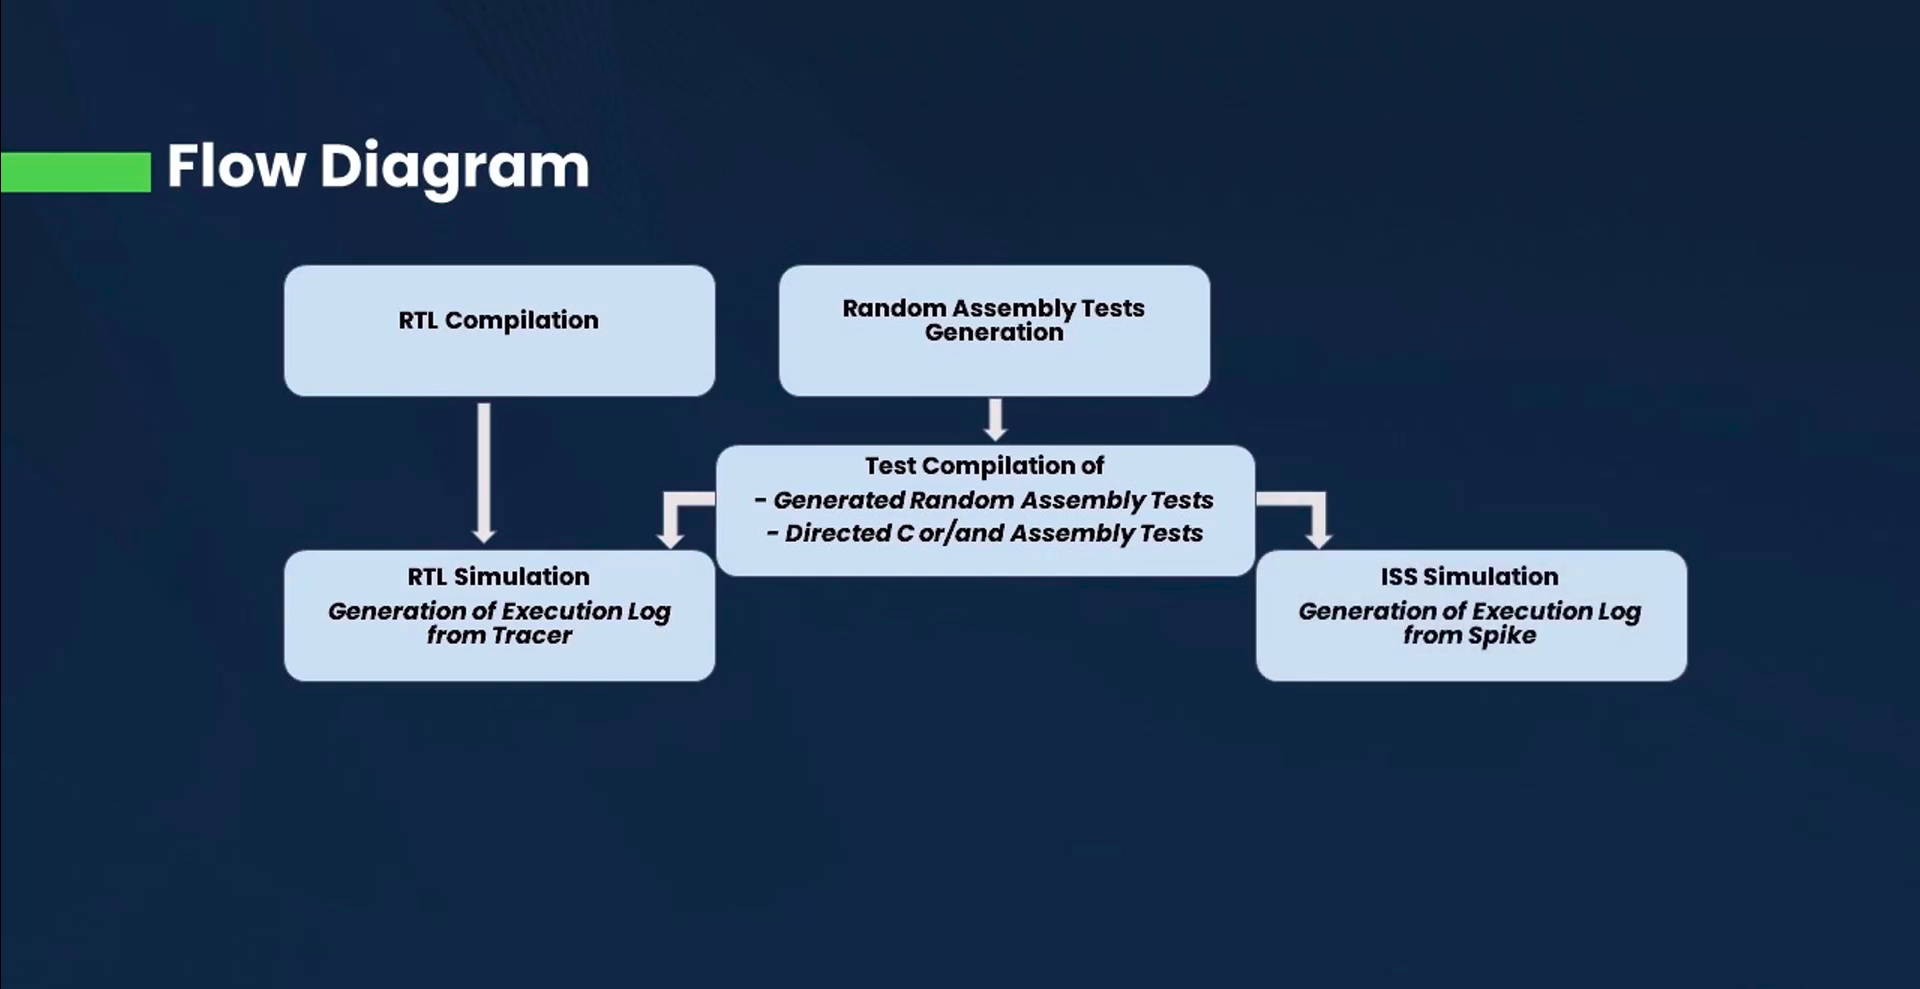 Flow Diagram
RTL Compilation
Random Assembly Tests
Generation
Test Compilation of
- Generated Random Assembly Tests
- Directed C or/and Assembly Tests
RTL Simulation
Generation of Execution Log
from Tracer
ISS Simulation
Generation of Execution Log
from Spike